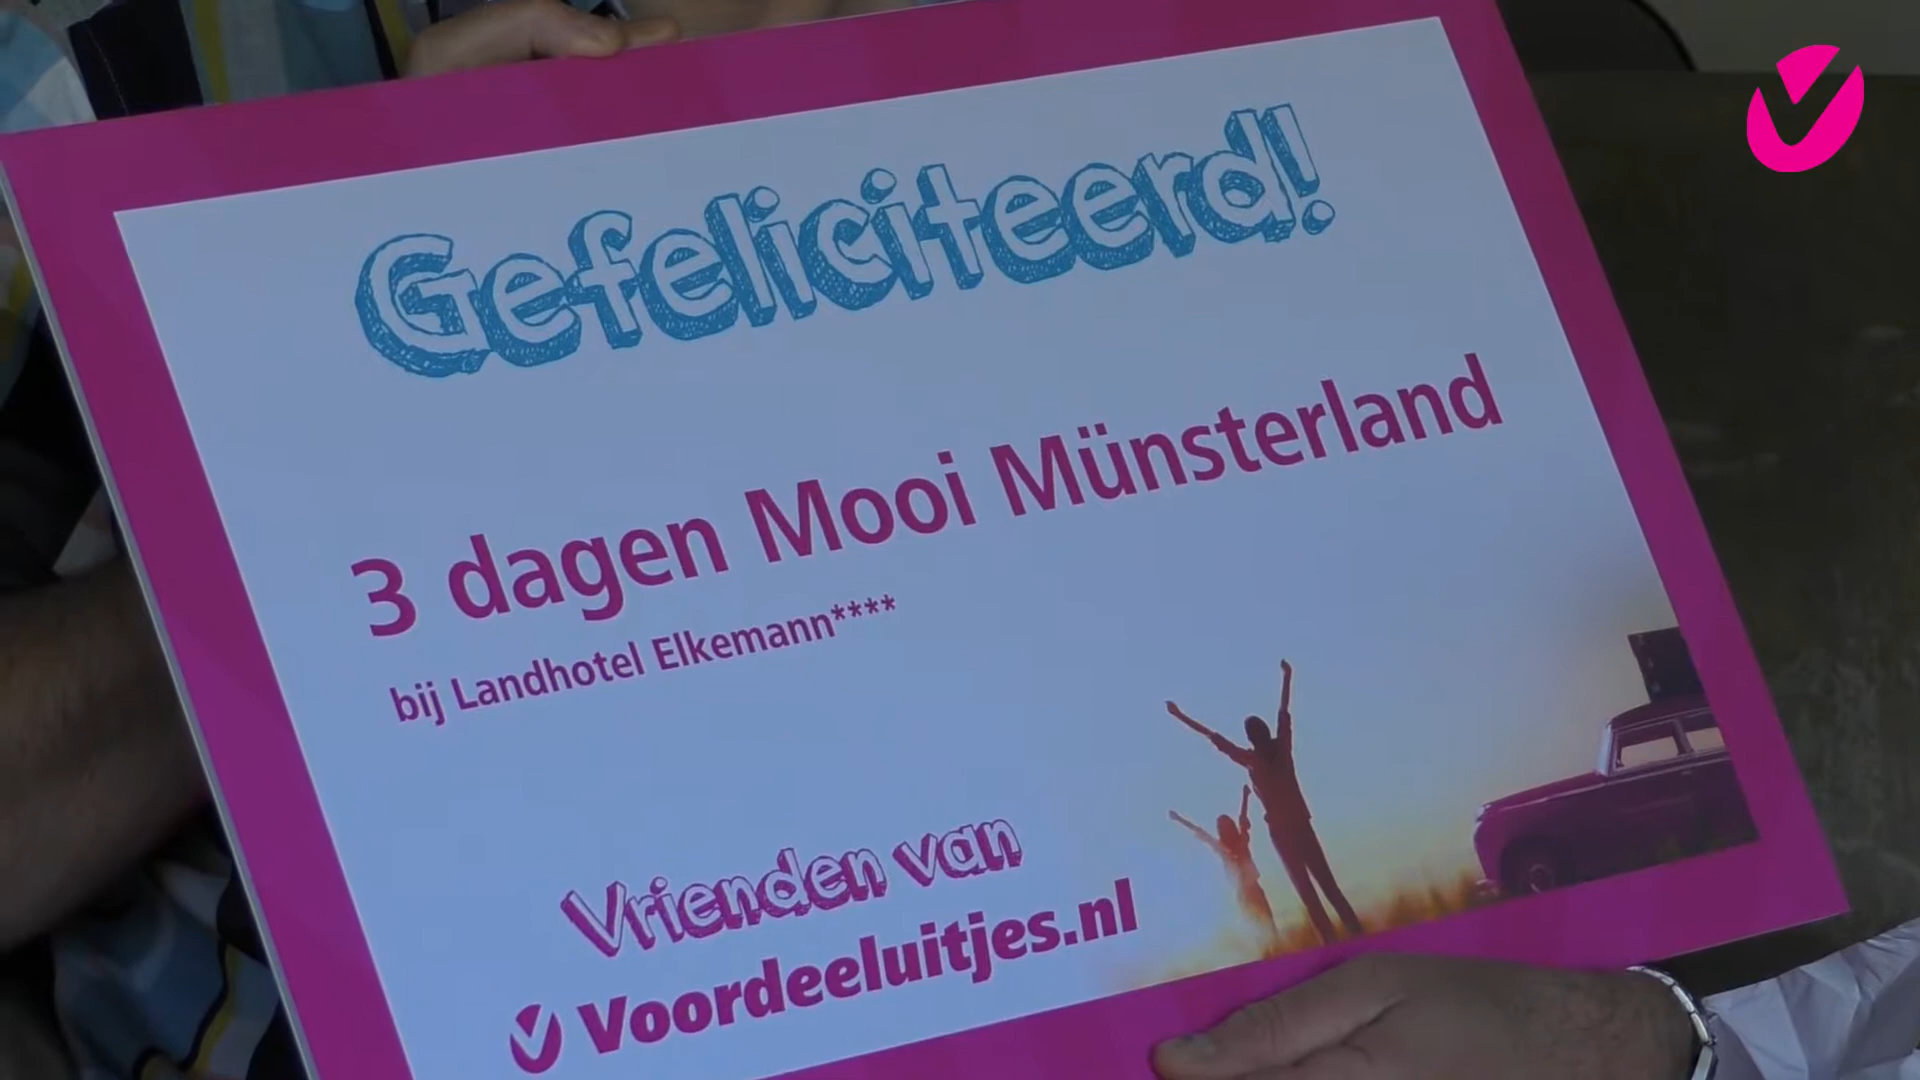 Gefeliciteerd!
3 dagen Mooi Münsterland
bij Landhotel Elkemann****
Vrienden van
Voordeeluitjes.nl